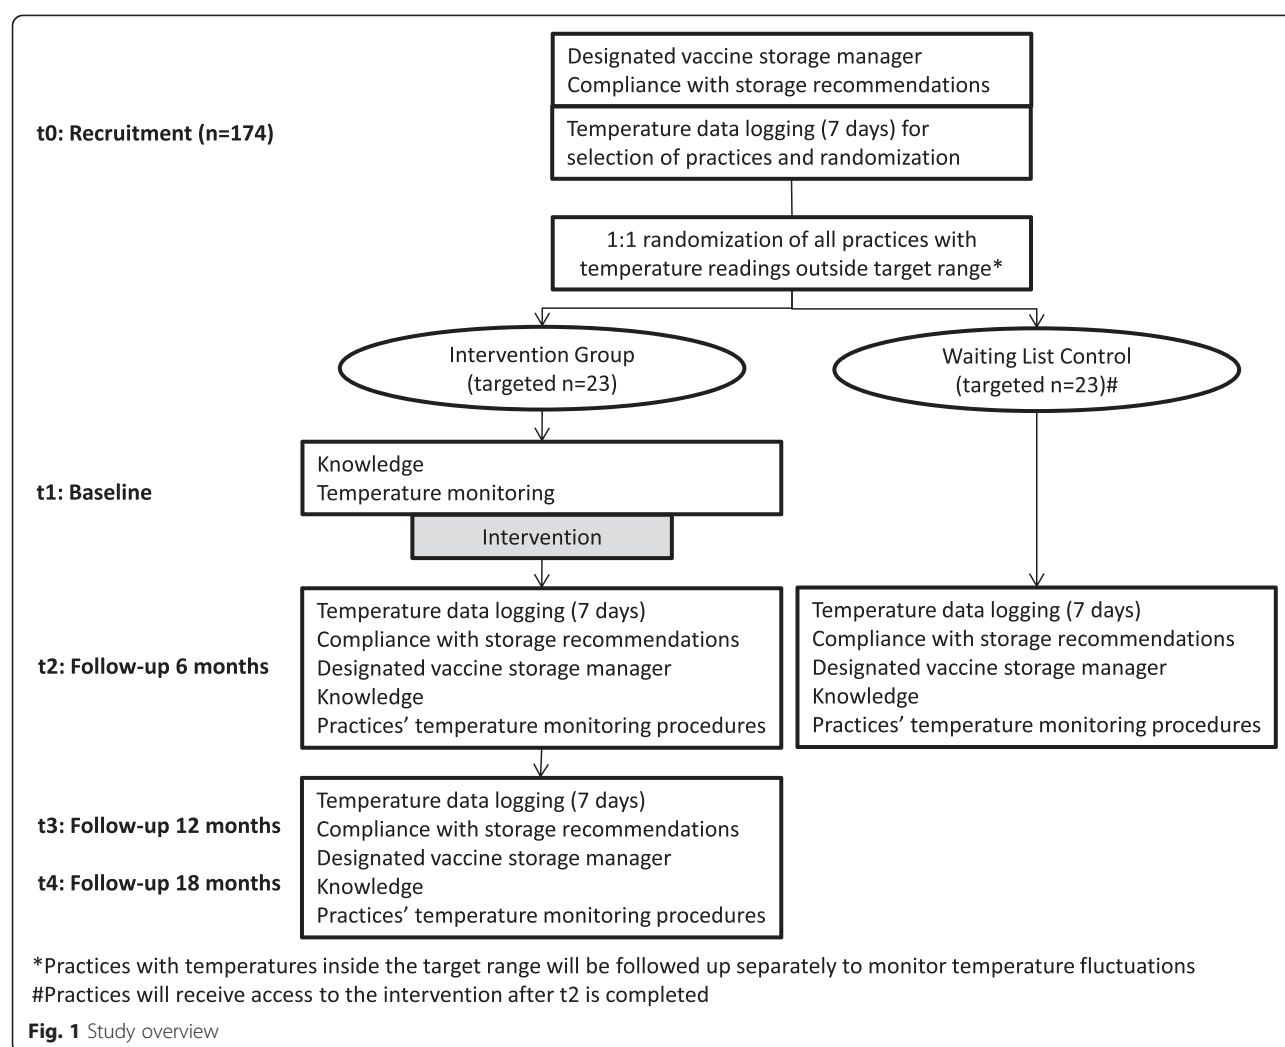 Designated vaccine storage manager
Compliance with storage recommendations
t0: Recruitment (n=174)
Temperature data logging (7 days) for
selection of practices and randomization
1:1 randomization of all practices with
temperature readings outside target range*
Intervention Group
(targeted n=23)
Waiting List Control
(targeted n=23)#
t1: Baseline
Knowledge
Temperature monitoring
Intervention
t2: Follow-up 6 months
Temperature data logging (7 days)
Compliance with storage recommendations
Designated vaccine storage manager
Knowledge
Practices’ temperature monitoring procedures
Temperature data logging (7 days)
Compliance with storage recommendations
Designated vaccine storage manager
Knowledge
Practices’ temperature monitoring procedures
t3: Follow-up 12 months
t4: Follow-up 18 months
Temperature data logging (7 days)
Compliance with storage recommendations
Designated vaccine storage manager
Knowledge
Practices’ temperature monitoring procedures
*Practices with temperatures inside the target range will be followed up separately to monitor temperature fluctuations
#Practices will receive access to the intervention after t2 is completed
Fig. 1 Study overview